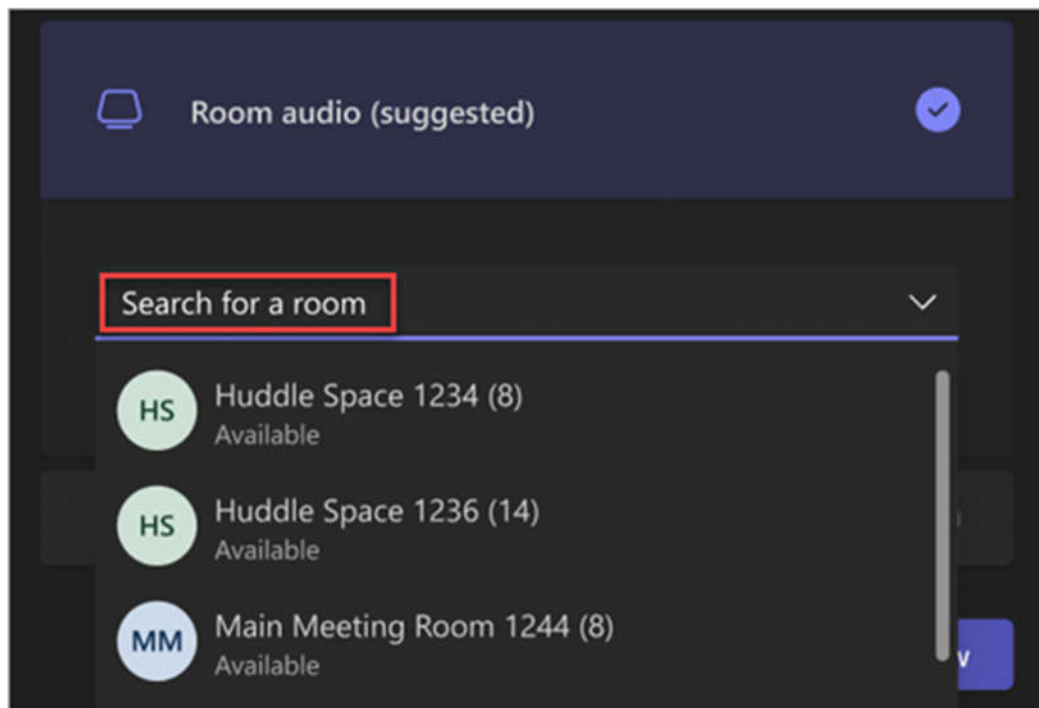 Room audio (suggested)
Search for a room
HS
Huddle Space 1234 (8)
Available
HS
Huddle Space 1236 (14)
Available
MM
Main Meeting Room 1244 (8)
Available